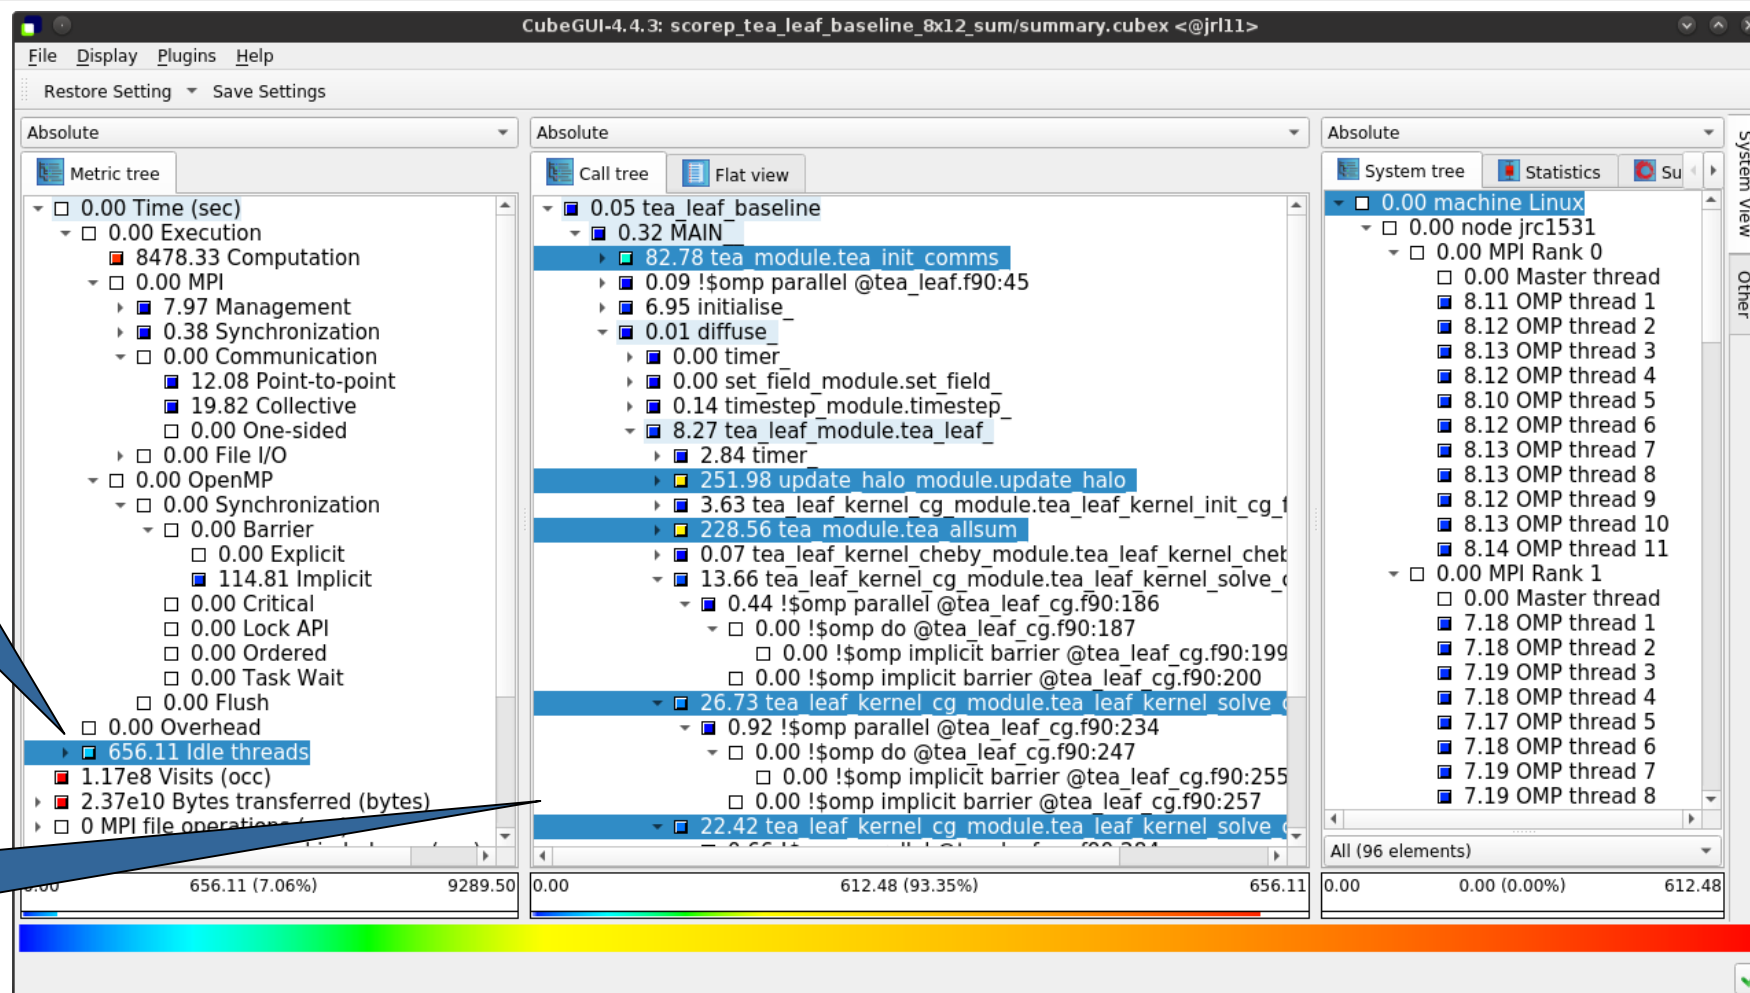 CubeGUI-4.4.3: scorep_tea_leaf_baseline_8x12_sum/summary.cubex <@jrl11>
File Display Plugins Help
Restore Setting Save Settings
Absolute
Metric tree
0.00 Time (sec)
0.00 Execution
8478.33 Computation
0.00 MPI
7.97 Management
0.38 Synchronization
0.00 Communication
12.08 Point-to-point
19.82 Collective
0.00 One-sided
0.00 File I/O
0.00 OpenMP
0.00 Synchronization
0.00 Barrier
0.00 Explicit
114.81 Implicit
0.00 Critical
0.00 Lock API
0.00 Ordered
0.00 Task Wait
0.00 Flush
0.00 Overhead
656.11 Idle threads
1.17e8 Visits (occ)
2.37e10 Bytes transferred (bytes)
0 MPI file operations
656.11 (7.06%) 9289.50
Absolute
Call tree Flat view
0.05 tea_leaf_baseline
0.32 MAIN__
82.78 tea_module.tea_init_comms_
0.09 !$omp parallel @tea_leaf.f90:45
6.95 initialise_
0.01 diffuse_
0.00 timer_
0.00 set_field_module.set_field_
0.14 timestep_module.timestep_
8.27 tea_leaf_module.tea_leaf_
2.84 timer_
251.98 update_halo_module.update_halo_
3.63 tea_leaf_kernel_cg_module.tea_leaf_kernel_init_cg_f
228.56 tea_module.tea_allsum_
0.07 tea_leaf_kernel_cheby_module.tea_leaf_kernel_cheb
13.66 tea_leaf_kernel_cg_module.tea_leaf_kernel_solve_c
0.44 !$omp parallel @tea_leaf_cg.f90:186
0.00 !$omp do @tea_leaf_cg.f90:187
0.00 !$omp implicit barrier @tea_leaf_cg.f90:199
0.00 !$omp implicit barrier @tea_leaf_cg.f90:200
26.73 tea_leaf_kernel_cg_module.tea_leaf_kernel_solve_c
0.92 !$omp parallel @tea_leaf_cg.f90:234
0.00 !$omp do @tea_leaf_cg.f90:247
0.00 !$omp implicit barrier @tea_leaf_cg.f90:255
0.00 !$omp implicit barrier @tea_leaf_cg.f90:257
22.42 tea_leaf_kernel_cg_module.tea_leaf_kernel_solve_c
0.00 612.48 (93.35%) 656.11
Absolute
System tree Statistics Su
0.00 machine Linux
0.00 node jrc1531
0.00 MPI Rank 0
0.00 Master thread
8.11 OMP thread 1
8.12 OMP thread 2
8.13 OMP thread 3
8.12 OMP thread 4
8.10 OMP thread 5
8.12 OMP thread 6
8.13 OMP thread 7
8.13 OMP thread 8
8.12 OMP thread 9
8.13 OMP thread 10
8.14 OMP thread 11
0.00 MPI Rank 1
0.00 Master thread
7.18 OMP thread 1
7.18 OMP thread 2
7.19 OMP thread 3
7.18 OMP thread 4
7.17 OMP thread 5
7.18 OMP thread 6
7.19 OMP thread 7
7.19 OMP thread 8
All (96 elements)
0.00 0.00 (0.00%) 612.48
System View
Other